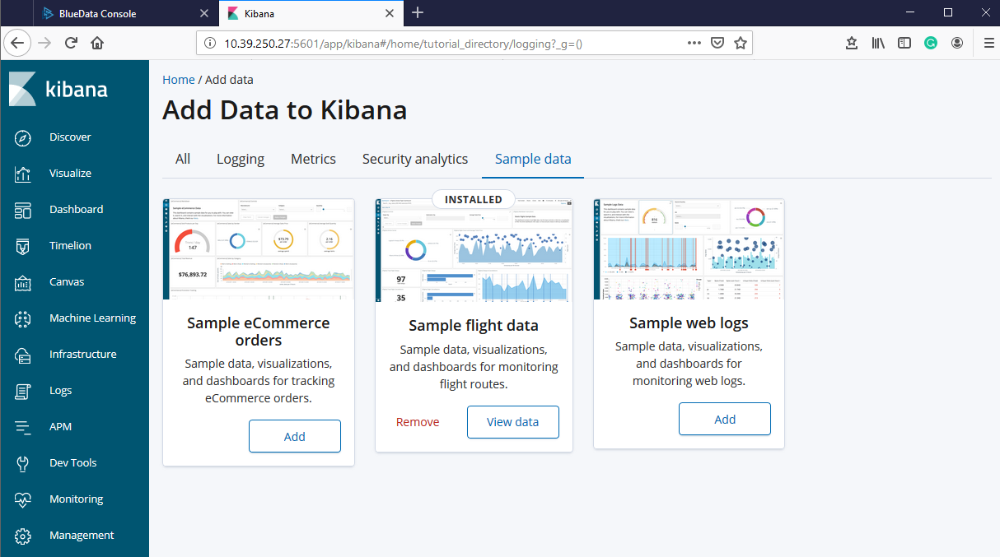 BlueData Console
Kibana
10.39.250.27:5601/app/kibana#/home/tutorial_directory/logging?_g=()
kibana
Discover
Visualize
Dashboard
Timelion
Canvas
Machine Learning
Infrastructure
Logs
APM
Dev Tools
Monitoring
Management
Home / Add data
Add Data to Kibana
All
Logging
Metrics
Security analytics
Sample data
$76,893.72
Sample eCommerce
orders
Sample data, visualizations,
and dashboards for tracking
eCommerce orders.
Add
INSTALLED
97
35
Sample flight data
Sample data, visualizations,
and dashboards for monitoring
flight routes.
Remove
View data
Sample web logs
Sample data, visualizations,
and dashboards for
monitoring web logs.
Add